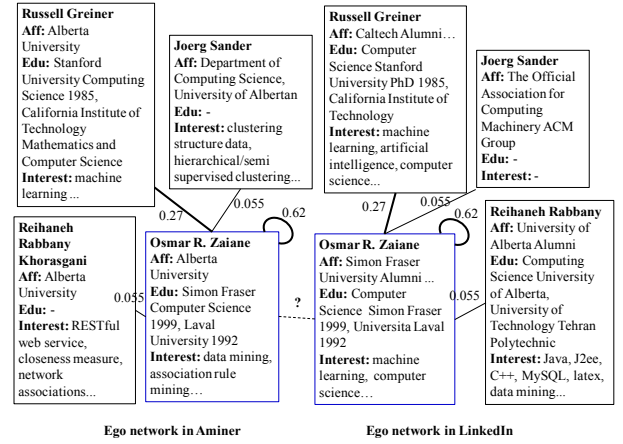 Russell Greiner
Aff: Alberta
University
Edu: Stanford
University Computing
Science 1985,
California Institute of
Technology
Mathematics and
Computer Science
Interest: machine
learning ...
Joerg Sander
Aff: Department of
Computing Science,
University of Albertan
Edu: -
Interest: clustering
structure data,
hierarchical/semi
supervised clustering...
Russell Greiner
Aff: Caltech Alumni…
Edu: Computer
Science Stanford
University PhD 1985,
California Institute of
Technology
Interest: machine
learning, artificial
intelligence, computer
science...
Joerg Sander
Aff: The Official
Association for
Computing
Machinery ACM
Group
Edu: -
Interest: -
0.27
0.055
0.62
0.27
0.055
0.62
Reihaneh
Rabbany
Khorasgani
Aff: Alberta
University
Edu: -
Interest: RESTful
web service,
closeness measure,
network
associations...
0.055
Osmar R. Zaiane
Aff: Alberta
University
Edu: Simon Fraser
Computer Science
1999, Laval
University 1992
Interest: data mining,
association rule
mining…
?
Osmar R. Zaiane
Aff: Simon Fraser
University Alumni ...
Edu: Computer
Science Simon Fraser
1999, Universita Laval
1992
Interest: machine
learning, computer
science…
0.055
Reihaneh Rabbany
Aff: University of
Alberta Alumni
Edu: Computing
Science University
of Alberta,
University of
Technology Tehran
Polytechnic
Interest: Java, J2ee,
C++, MySQL, latex,
data mining...
Ego network in Aminer
Ego network in LinkedIn